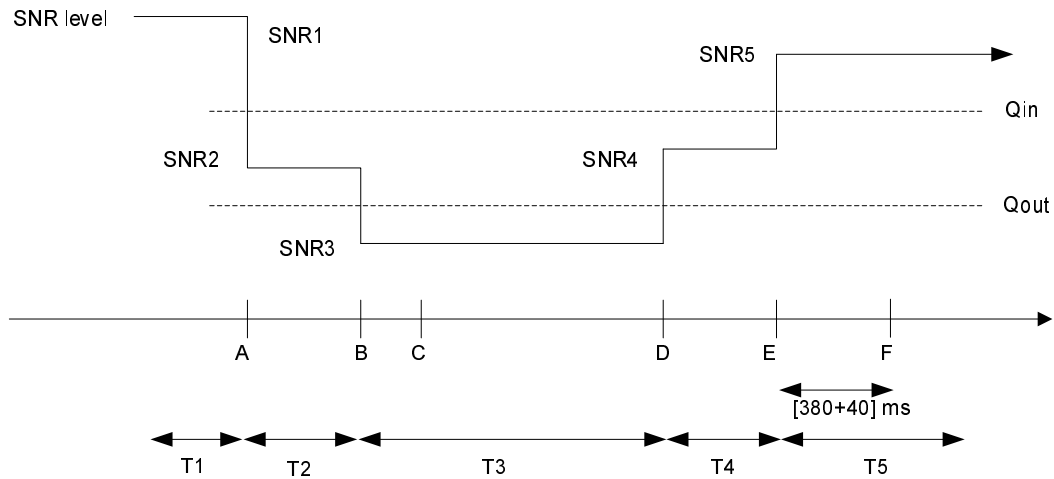 SNR level
SNR1
SNR5
Qin
SNR2
SNR4
Qout
SNR3
A B C D E F
[380+40] ms
T1 T2 T3 T4 T5